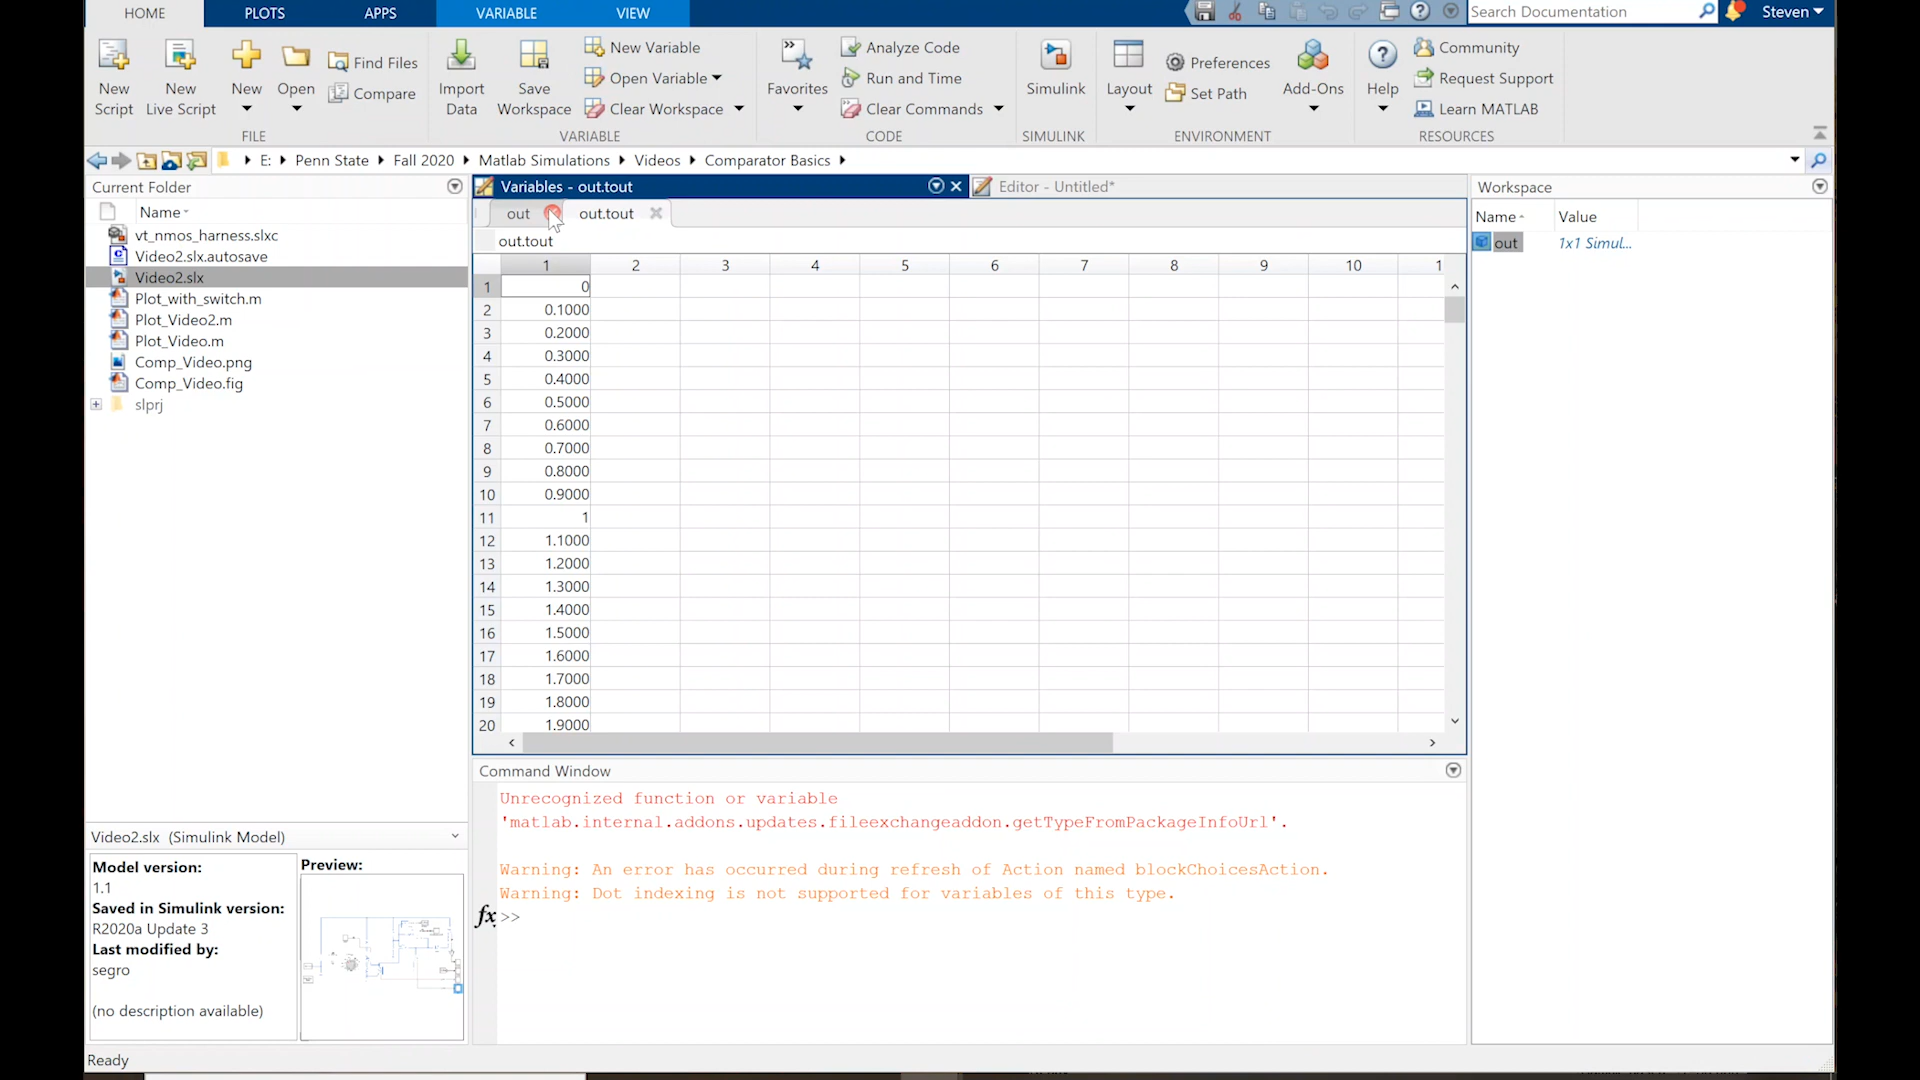 HOME PLOTS APPS VARIABLE VIEW Search Documentation Steven
New Script
New Live Script
New
Open
Find Files
Compare
FILE
Import Data
Save Workspace
New Variable
Open Variable
Clear Workspace
VARIABLE
Favorites
Analyze Code
Run and Time
Clear Commands
CODE
Simulink
SIMULINK
Layout
Preferences
Set Path
Add-Ons
ENVIRONMENT
Help
Community
Request Support
Learn MATLAB
RESOURCES
E: Penn State Fall 2020 Matlab Simulations Videos Comparator Basics
Current Folder
Name
vt_nmos_harness.slxc
Video2.slx.autosave
Video2.slx
Plot_with_switch.m
Plot_Video2.m
Plot_Video.m
Comp_Video.png
Comp_Video.fig
slprj
Video2.slx (Simulink Model)
Model version:
1.1
Saved in Simulink version:
R2020a Update 3
Last modified by:
segro
(no description available)
Preview:
Variables - out.tout
Editor - Untitled*
out out.tout
out.tout
1 2 3 4 5 6 7 8 9 10 1
1 0
2 0.1000
3 0.2000
4 0.3000
5 0.4000
6 0.5000
7 0.6000
8 0.7000
9 0.8000
10 0.9000
11 1
12 1.1000
13 1.2000
14 1.3000
15 1.4000
16 1.5000
17 1.6000
18 1.7000
19 1.8000
20 1.9000
Command Window
Unrecognized function or variable
'matlab.internal.addons.updates.fileexchangeaddon.getTypeFromPackageInfoUrl'.
Warning: An error has occurred during refresh of Action named blockChoicesAction.
Warning: Dot indexing is not supported for variables of this type.
fx >>
Workspace
Name Value
out 1x1 Simul...
Ready